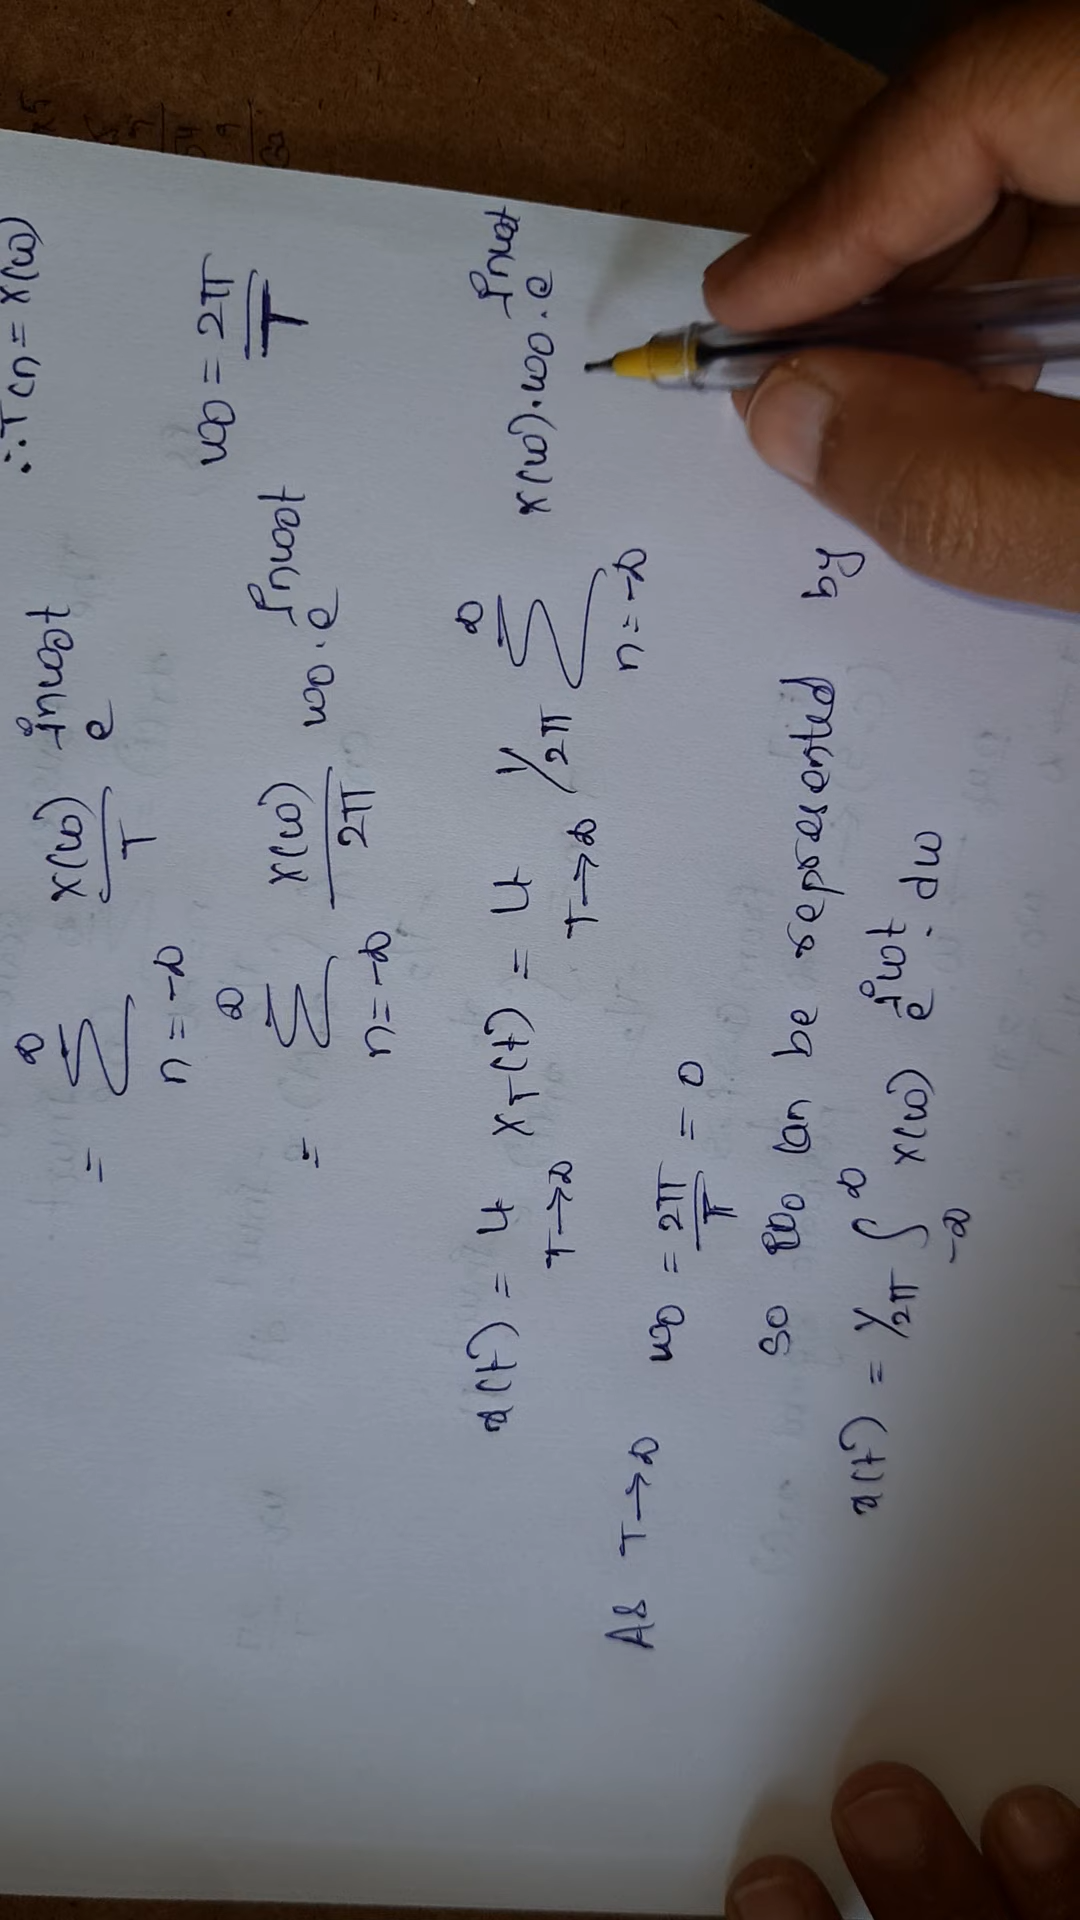 ∴ T cn = x(ω)
= ∞ Σ n=-∞ x(ω)/T e^jnω0t
ω0 = 2π/T
= ∞ Σ n=-∞ x(ω)/2π ω0 . e^jnω0t
x(t) = Lt T→∞ xT(t) = Lt T→∞ 1/2π ∞ Σ n=-∞ x(ω).ω0.e^jnω0t
As T→∞ ω0 = 2π/T = 0
so ω0 can be represented by
x(t) = 1/2π ∫ ∞ -∞ x(ω) e^jωt . dω